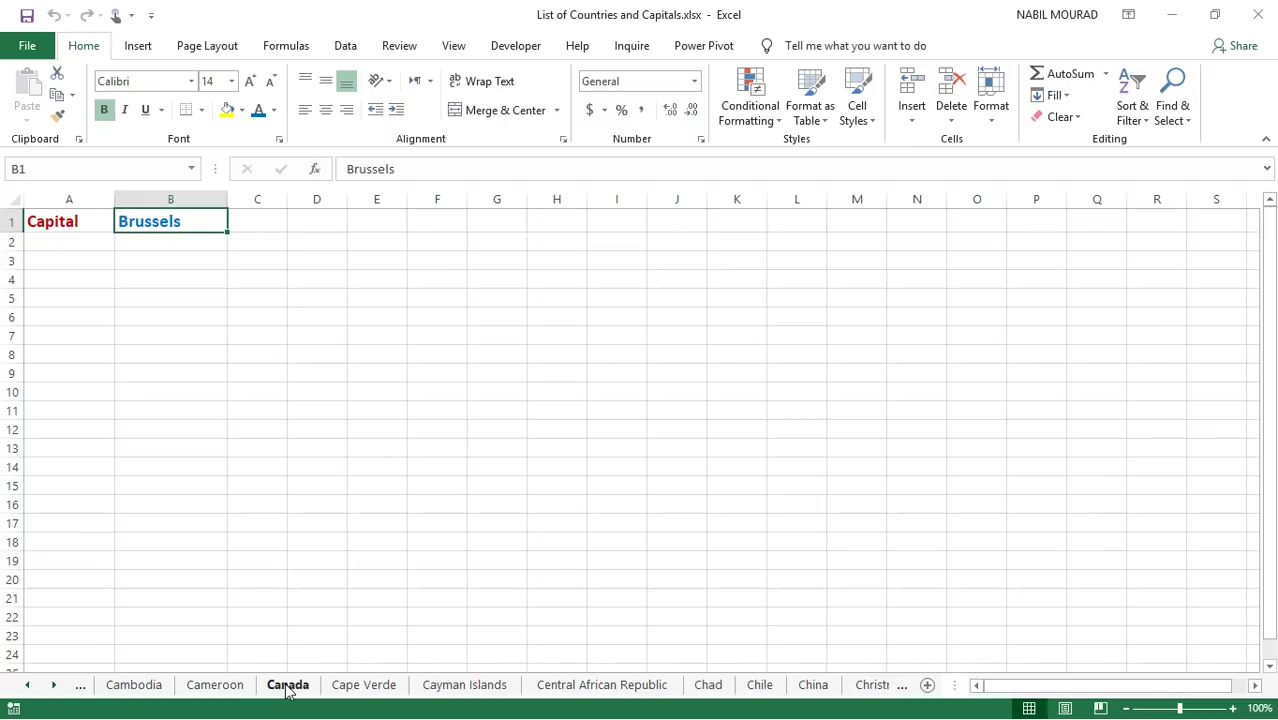 List of Countries and Capitals.xlsx - Excel
NABIL MOURAD
File Home Insert Page Layout Formulas Data Review View Developer Help Inquire Power Pivot Tell me what you want to do Share
Paste
Clipboard
Calibri 14
B I U A
Font
Wrap Text
Merge & Center
Alignment
General
$ % ,
Number
Conditional Formatting
Format as Table
Cell Styles
Styles
Insert Delete Format
Cells
AutoSum
Fill
Clear
Sort & Filter
Find & Select
Editing
B1 fx Brussels
A B C D E F G H I J K L M N O P Q R S
1 Capital Brussels
2
3
4
5
6
7
8
9
10
11
12
13
14
15
16
17
18
19
20
21
22
23
24
... Cambodia Cameroon Canada Cape Verde Cayman Islands Central African Republic Chad Chile China Christr ...
100%